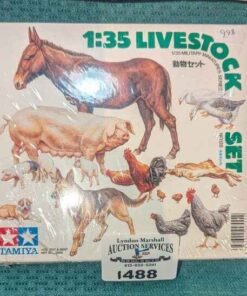 998
1:35 LIVESTOCK SET
1/35 MILITARY MINIATURE SERIES
動物セット
TAMIYA
Lyndon Marshall
AUCTION SERVICES
1488